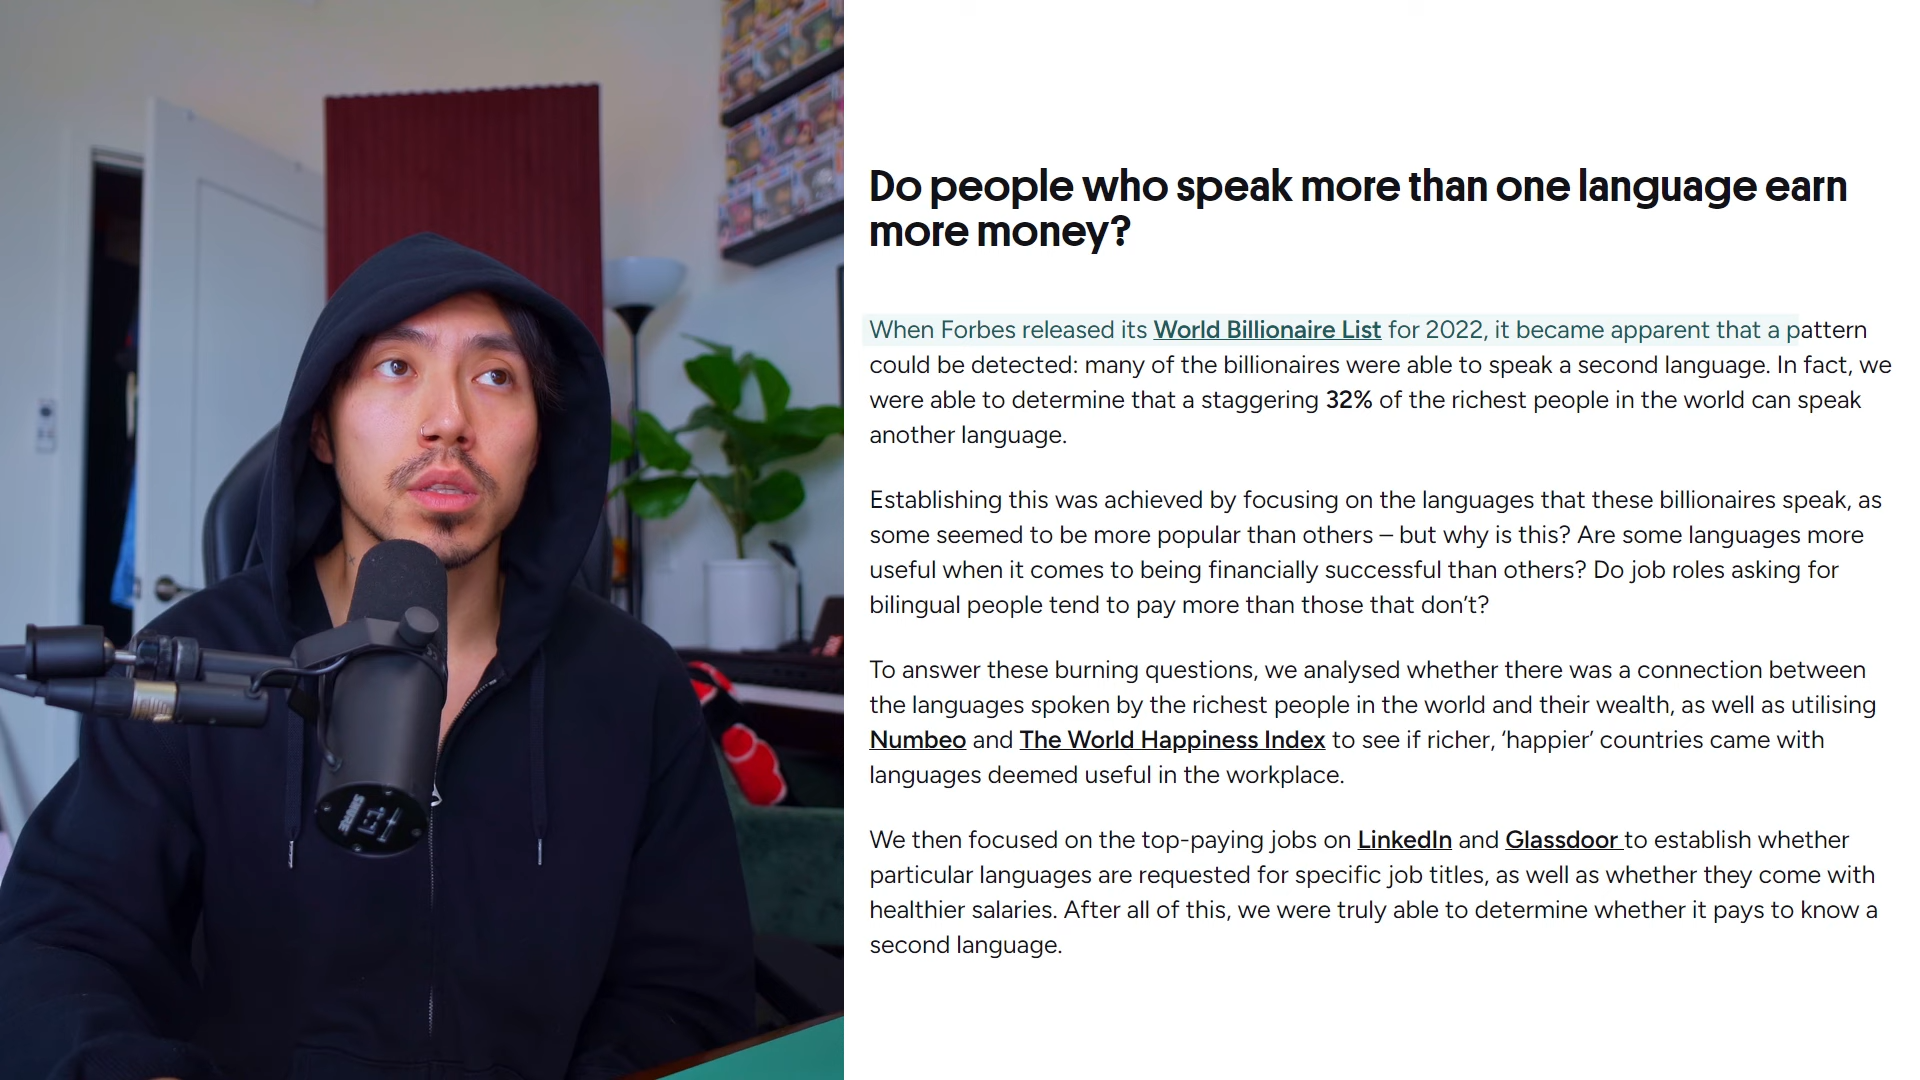 Do people who speak more than one language earn
more money?
When Forbes released its World Billionaire List for 2022, it became apparent that a pattern
could be detected: many of the billionaires were able to speak a second language. In fact, we
were able to determine that a staggering 32% of the richest people in the world can speak
another language.
Establishing this was achieved by focusing on the languages that these billionaires speak, as
some seemed to be more popular than others – but why is this? Are some languages more
useful when it comes to being financially successful than others? Do job roles asking for
bilingual people tend to pay more than those that don’t?
To answer these burning questions, we analysed whether there was a connection between
the languages spoken by the richest people in the world and their wealth, as well as utilising
Numbeo and The World Happiness Index to see if richer, ‘happier’ countries came with
languages deemed useful in the workplace.
We then focused on the top-paying jobs on LinkedIn and Glassdoor to establish whether
particular languages are requested for specific job titles, as well as whether they come with
healthier salaries. After all of this, we were truly able to determine whether it pays to know a
second language.
SHURE